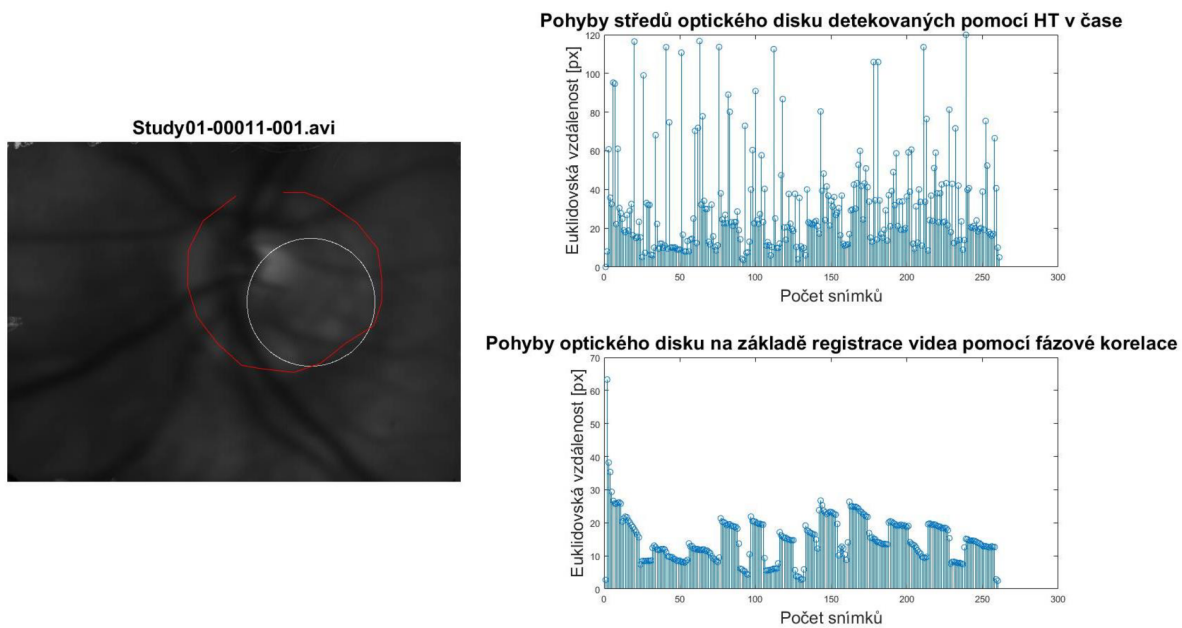 Study01-00011-001.avi
Pohyby středů optického disku detekovaných pomocí HT v čase
Euklidovská vzdálenost [px]
120
100
80
60
40
20
0
0 50 100 150 200 250 300
Počet snímků
Pohyby optického disku na základě registrace videa pomocí fázové korelace
Euklidovská vzdálenost [px]
70
60
50
40
30
20
10
0
0 50 100 150 200 250 300
Počet snímků